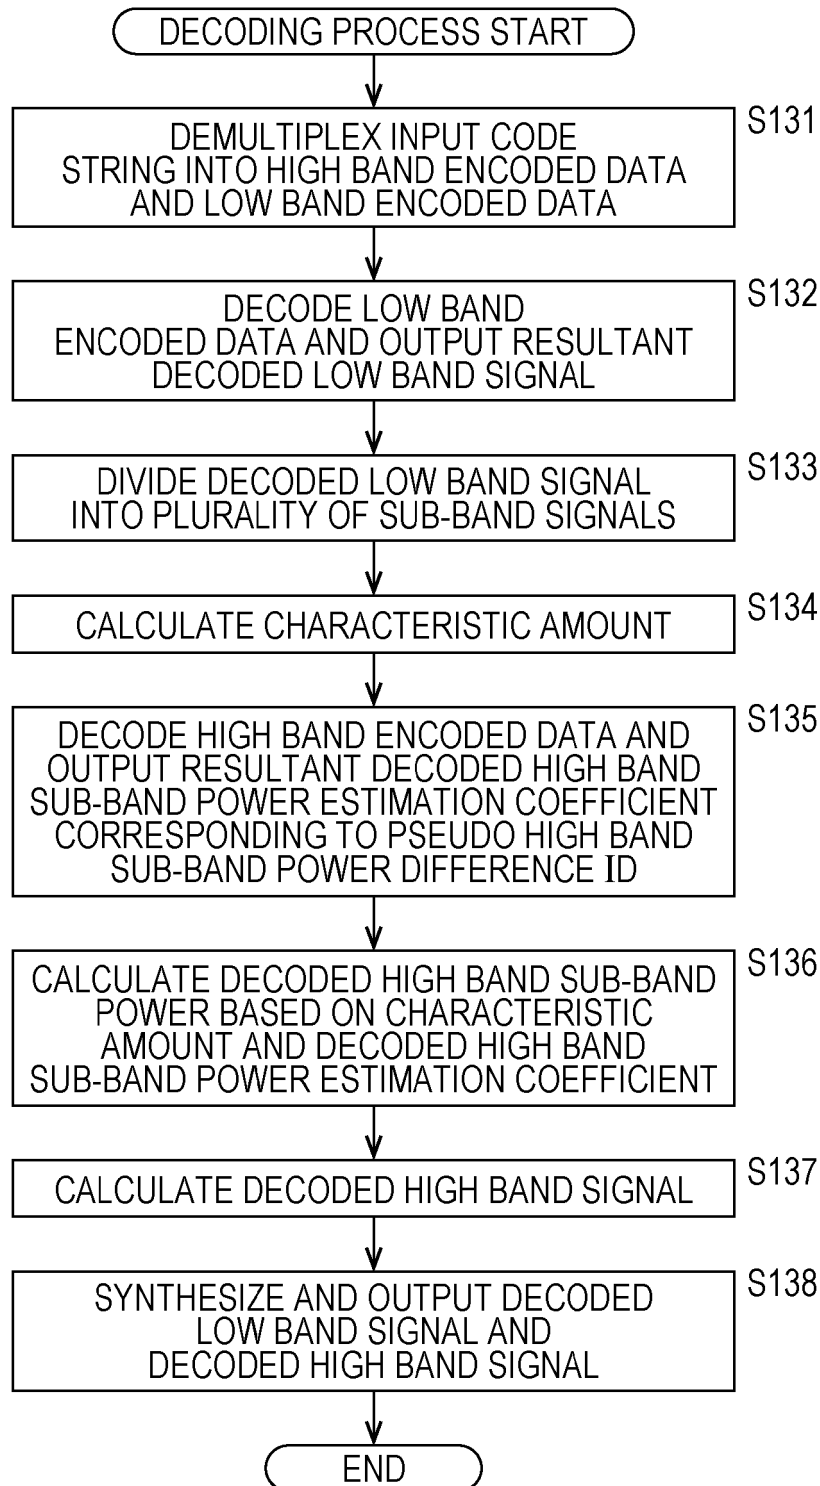 DECODING PROCESS START
S131
DEMULTIPLEX INPUT CODE
STRING INTO HIGH BAND ENCODED DATA
AND LOW BAND ENCODED DATA
S132
DECODE LOW BAND
ENCODED DATA AND OUTPUT RESULTANT
DECODED LOW BAND SIGNAL
S133
DIVIDE DECODED LOW BAND SIGNAL
INTO PLURALITY OF SUB-BAND SIGNALS
S134
CALCULATE CHARACTERISTIC AMOUNT
S135
DECODE HIGH BAND ENCODED DATA AND
OUTPUT RESULTANT DECODED HIGH BAND
SUB-BAND POWER ESTIMATION COEFFICIENT
CORRESPONDING TO PSEUDO HIGH BAND
SUB-BAND POWER DIFFERENCE ID
S136
CALCULATE DECODED HIGH BAND SUB-BAND
POWER BASED ON CHARACTERISTIC
AMOUNT AND DECODED HIGH BAND
SUB-BAND POWER ESTIMATION COEFFICIENT
S137
CALCULATE DECODED HIGH BAND SIGNAL
S138
SYNTHESIZE AND OUTPUT DECODED
LOW BAND SIGNAL AND
DECODED HIGH BAND SIGNAL
END